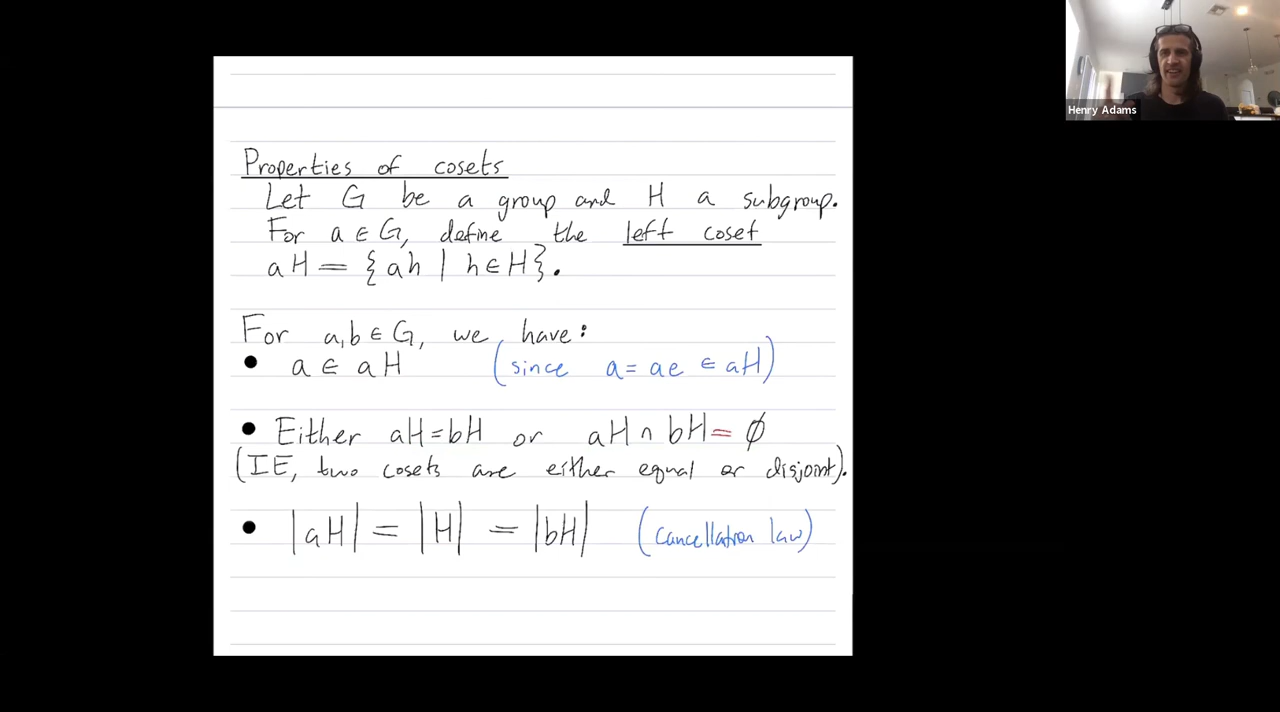 Henry Adams
Properties of cosets
Let G be a group and H a subgroup.
For a ∈ G, define the left coset
aH = {ah | h ∈ H}.
For a,b ∈ G, we have:
● a ∈ aH (since a = ae ∈ aH)
● Either aH = bH or aH ∩ bH = ∅
(IE, two cosets are either equal or disjoint).
● |aH| = |H| = |bH| (cancellation law)